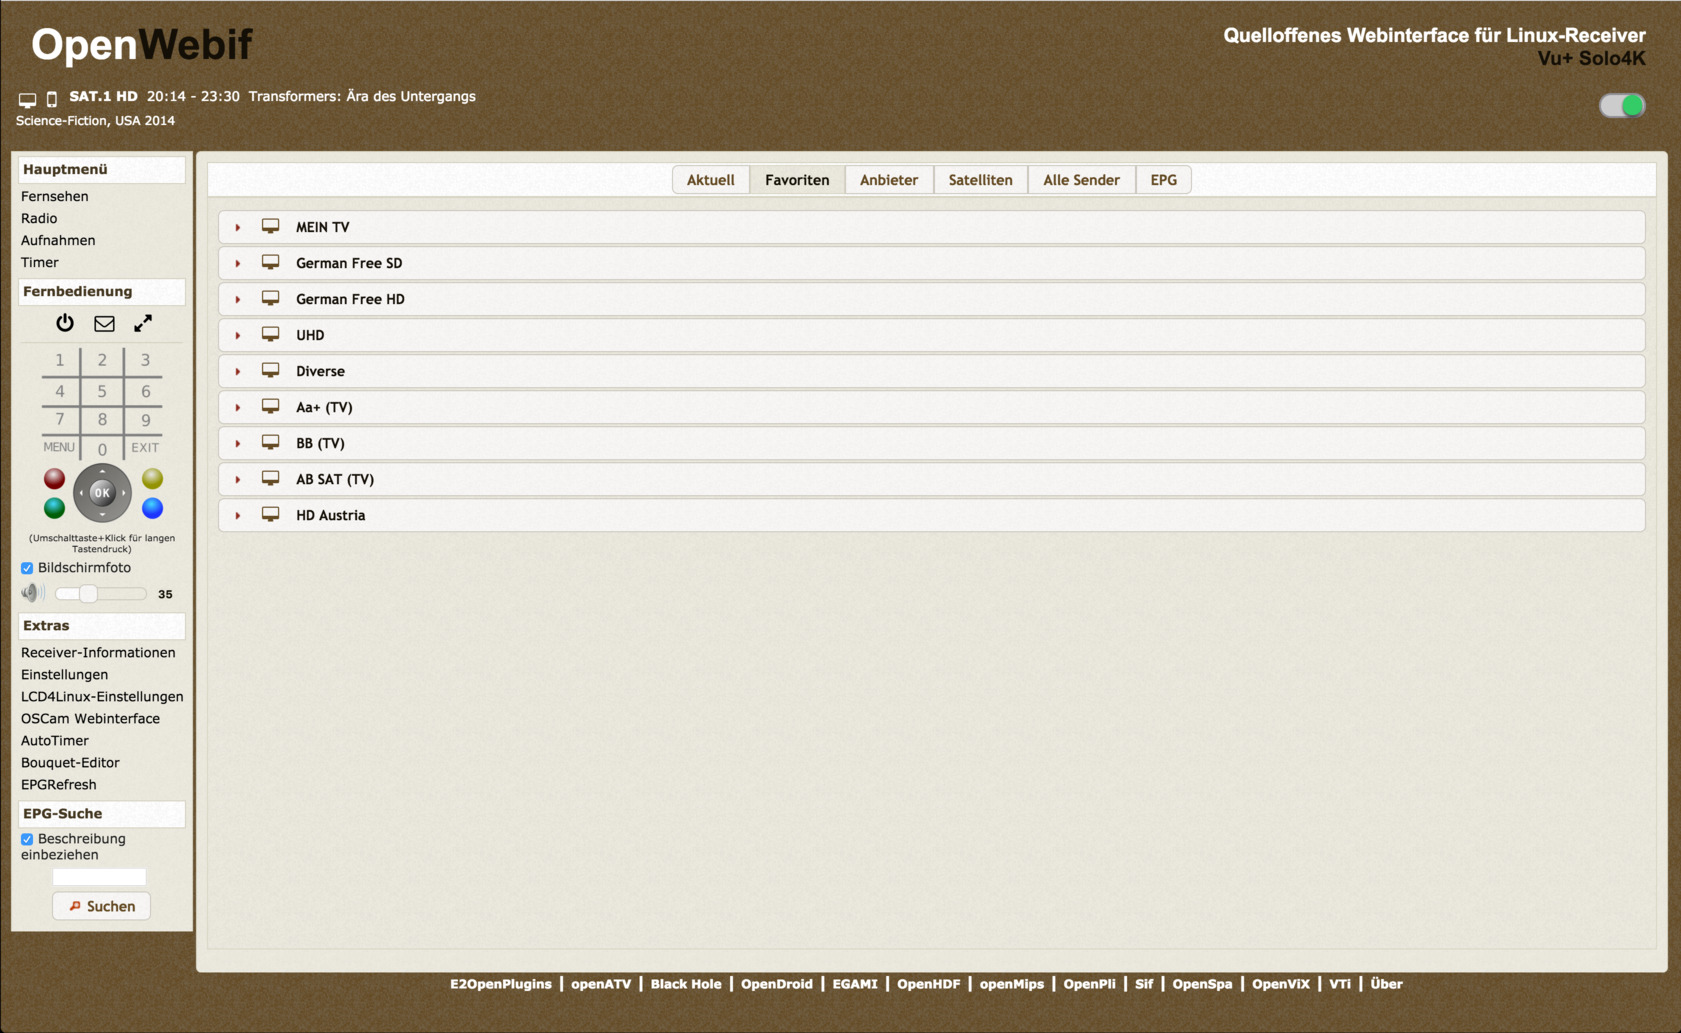 OpenWebif
Quelloffenes Webinterface für Linux-Receiver
Vu+ Solo4K
SAT.1 HD 20:14 - 23:30 Transformers: Ära des Untergangs
Science-Fiction, USA 2014
Hauptmenü
Fernsehen
Radio
Aufnahmen
Timer
Fernbedienung
1 2 3
4 5 6
7 8 9
MENU 0 EXIT
OK
(Umschalttaste+Klick für langen
Tastendruck)
Bildschirmfoto
35
Extras
Receiver-Informationen
Einstellungen
LCD4Linux-Einstellungen
OSCam Webinterface
AutoTimer
Bouquet-Editor
EPGRefresh
EPG-Suche
Beschreibung
einbeziehen
Suchen
Aktuell Favoriten Anbieter Satelliten Alle Sender EPG
MEIN TV
German Free SD
German Free HD
UHD
Diverse
Aa+ (TV)
BB (TV)
AB SAT (TV)
HD Austria
E2OpenPlugins | openATV | Black Hole | OpenDroid | EGAMI | OpenHDF | openMips | OpenPli | Sif | OpenSpa | OpenViX | VTi | Über